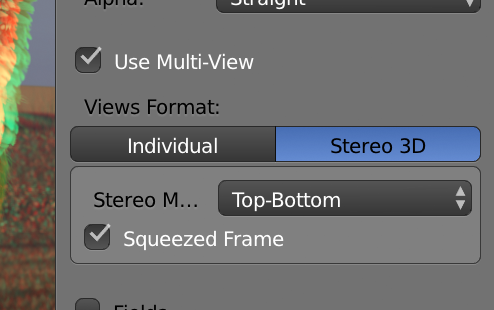 Alpha: Straight
Use Multi-View
Views Format:
Individual Stereo 3D
Stereo M... Top-Bottom
Squeezed Frame
Fields